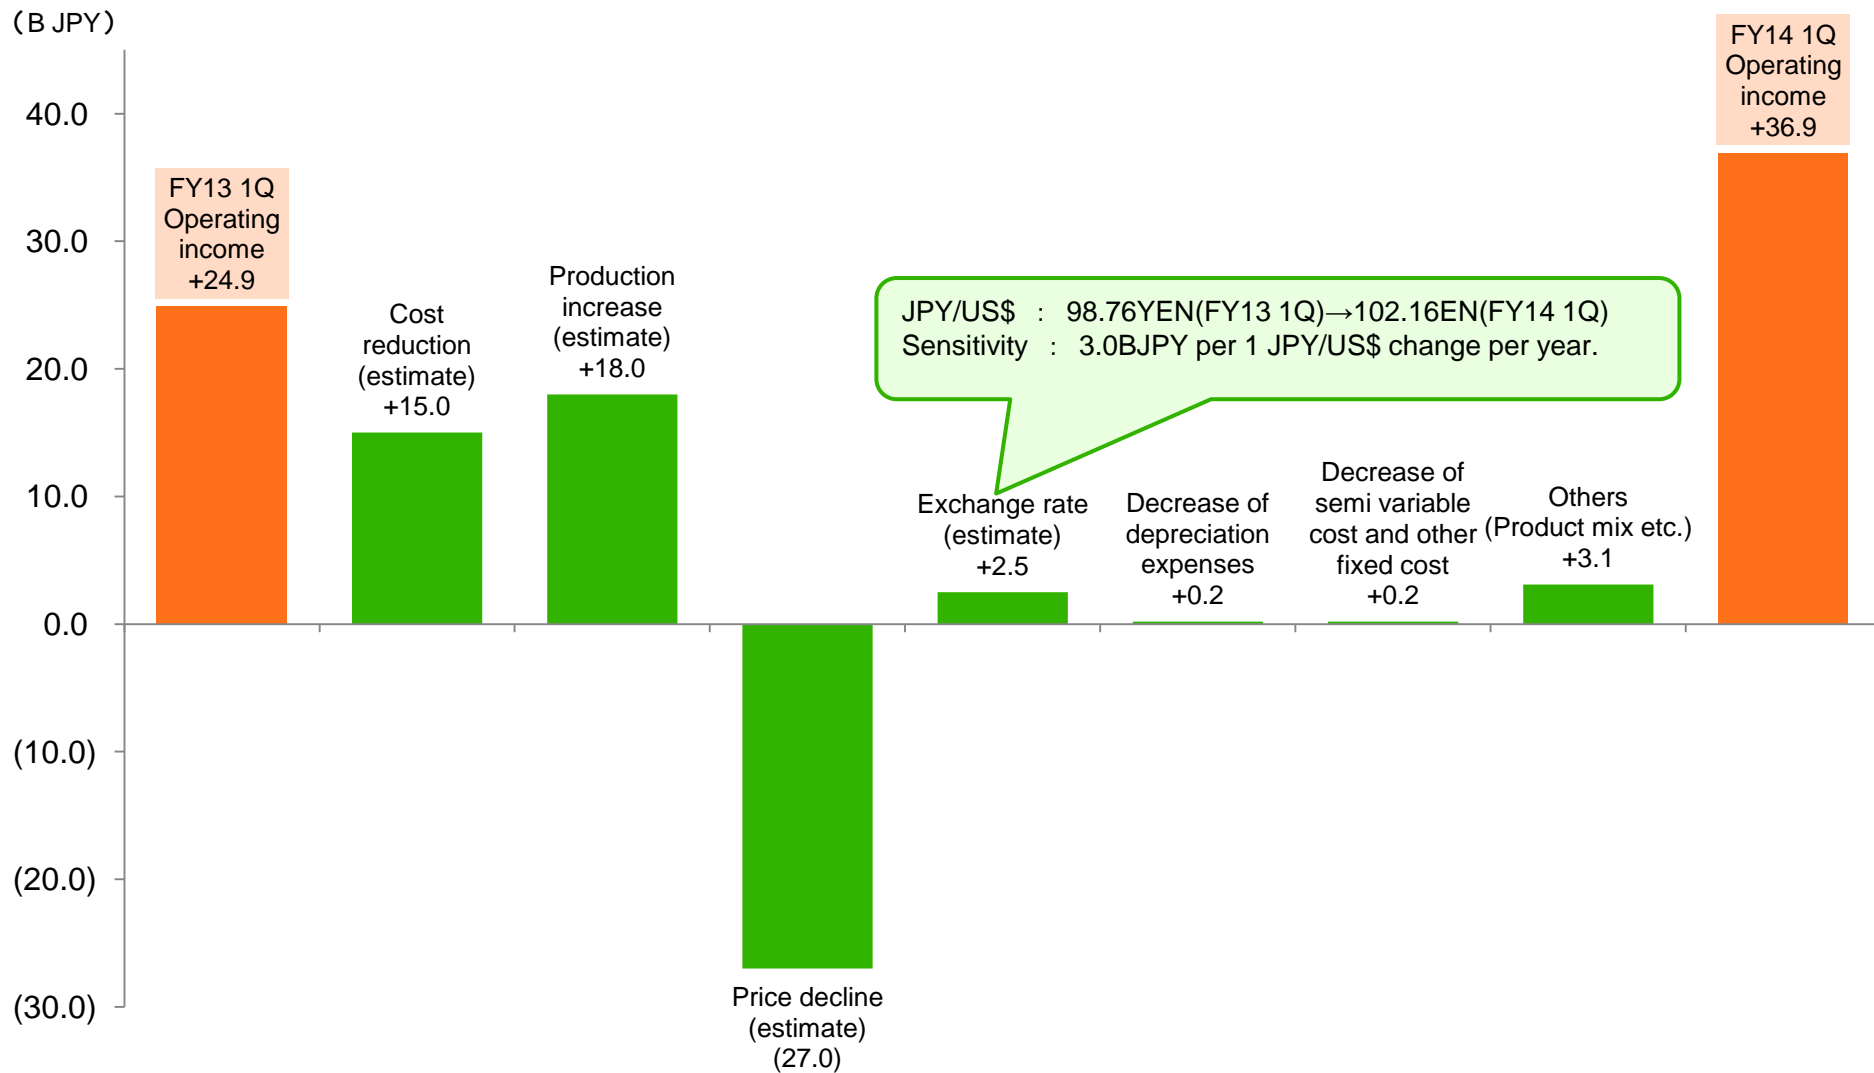 （B JPY）
40.0
30.0
20.0
10.0
0.0
(10.0)
(20.0)
(30.0)
FY13 1Q
Operating
income
+24.9
Cost
reduction
(estimate)
+15.0
Production
increase
(estimate)
+18.0
Price decline
(estimate)
(27.0)
JPY/US$ : 98.76YEN(FY13 1Q)→102.16EN(FY14 1Q)
Sensitivity : 3.0BJPY per 1 JPY/US$ change per year.
Exchange rate
(estimate)
+2.5
Decrease of
depreciation
expenses
+0.2
Decrease of
semi variable
cost and other
fixed cost
+0.2
Others
(Product mix etc.)
+3.1
FY14 1Q
Operating
income
+36.9